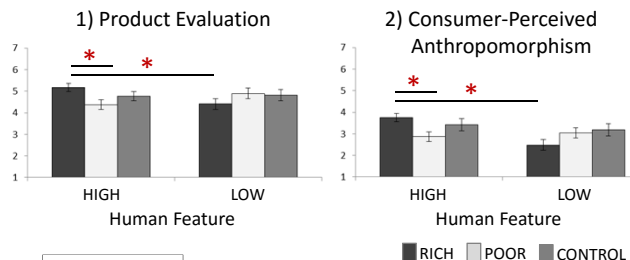 1) Product Evaluation
*
*
7
6
5
4
3
2
1
HIGH LOW
Human Feature
2) Consumer-Perceived
Anthropomorphism
*
*
7
6
5
4
3
2
1
HIGH LOW
Human Feature
RICH POOR CONTROL